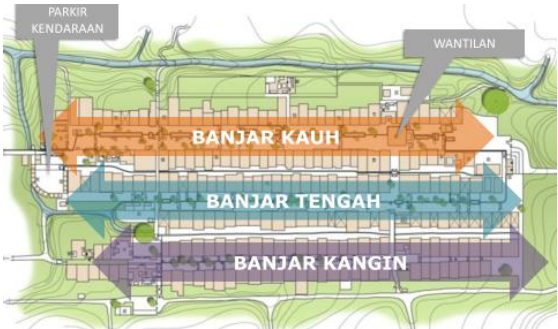 PARKIR
KENDARAAN
WANTILAN
BANJAR KAUH
BANJAR TENGAH
BANJAR KANGIN